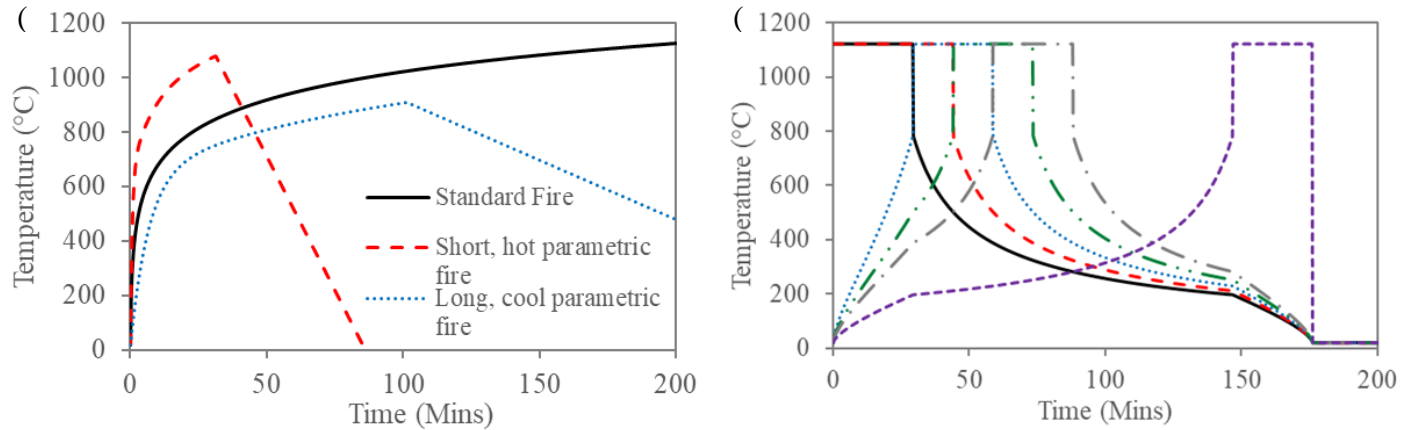 (
1200
1000
800
600
400
200
0
Temperature (°C)
Standard Fire
Short, hot parametric
fire
Long, cool parametric
fire
0 50 100 150 200
Time (Mins)
(
1200
1000
800
600
400
200
0
Temperature (°C)
0 50 100 150 200
Time (Mins)